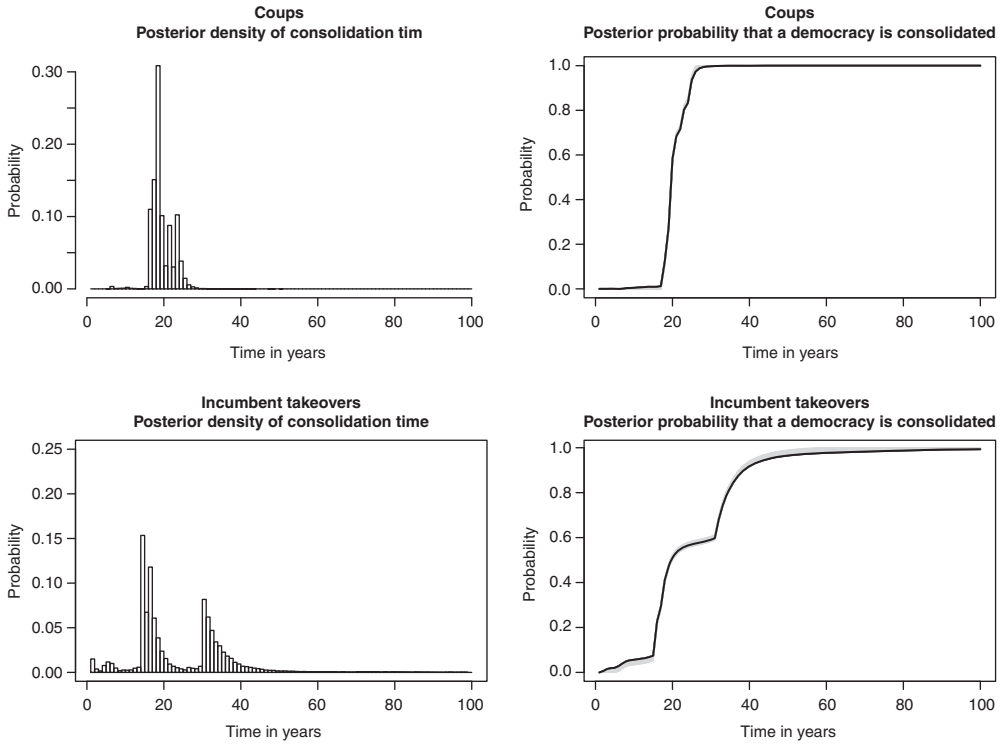 Coups
Posterior density of consolidation tim
Probability
0.30
0.20
0.10
0.00
0 20 40 60 80 100
Time in years
Coups
Posterior probability that a democracy is consolidated
Probability
1.0
0.8
0.6
0.4
0.2
0.0
0 20 40 60 80 100
Time in years
Incumbent takeovers
Posterior density of consolidation time
Probability
0.25
0.20
0.15
0.10
0.05
0.00
0 20 40 60 80 100
Time in years
Incumbent takeovers
Posterior probability that a democracy is consolidated
Probability
1.0
0.8
0.6
0.4
0.2
0.0
0 20 40 60 80 100
Time in years